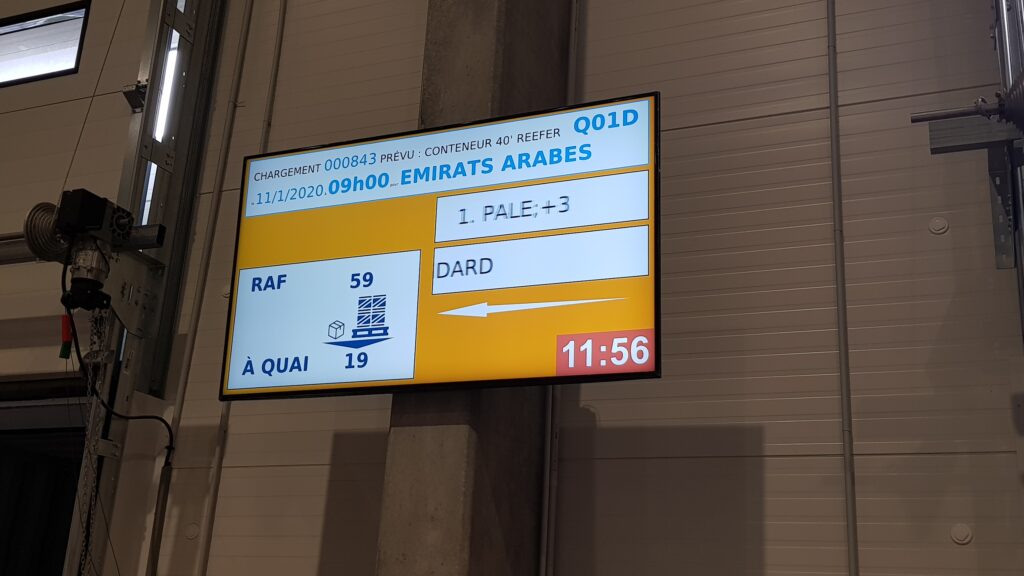 CHARGEMENT 000843 PRÉVU : CONTENEUR 40' REEFER Q01D
.11/1/2020.09h00 EMIRATS ARABES
1. PALE;+3
DARD
RAF 59
À QUAI 19
11:56